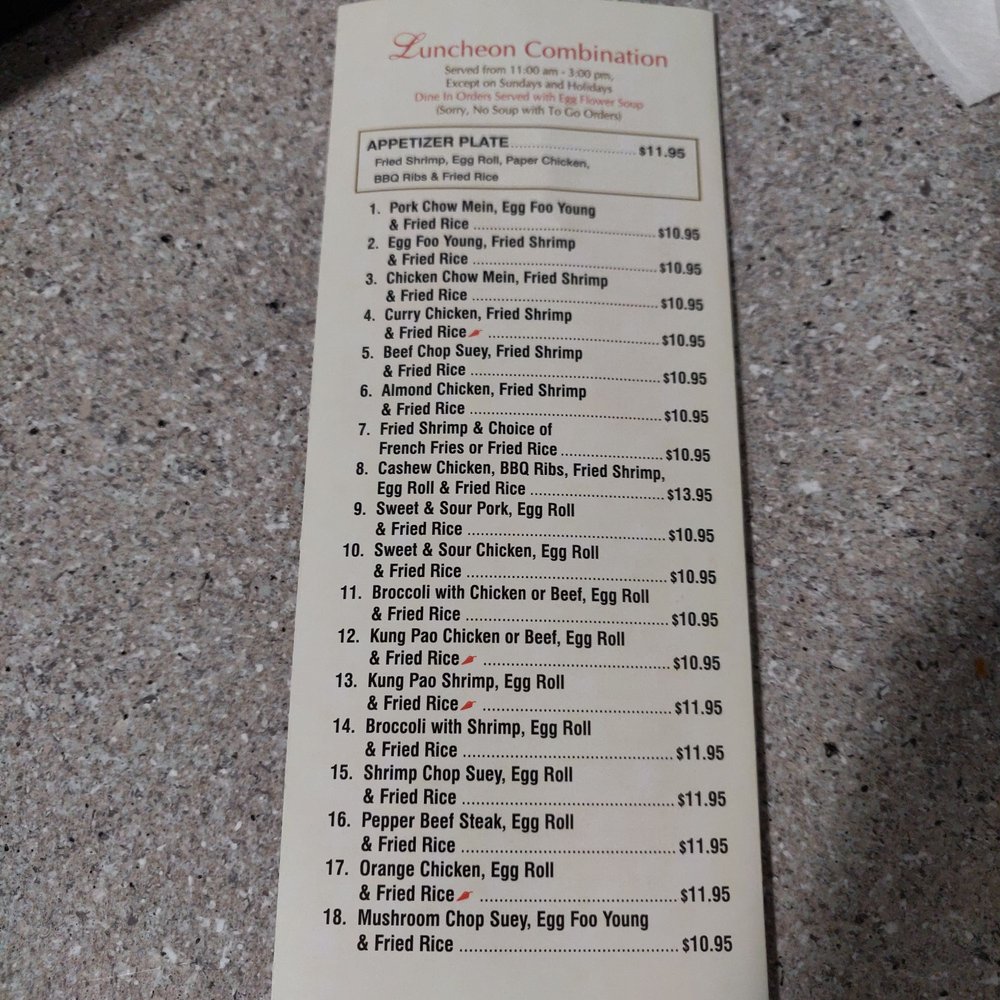 Luncheon Combination
Served from 11:00 am - 3:00 pm,
Except on Sundays and Holidays
Dine In Orders Served with Egg Flower Soup
(Sorry, No Soup with To Go Orders)
APPETIZER PLATE..............................$11.95
Fried Shrimp, Egg Roll, Paper Chicken,
BBQ Ribs & Fried Rice
1. Pork Chow Mein, Egg Foo Young
& Fried Rice ..............................$10.95
2. Egg Foo Young, Fried Shrimp
& Fried Rice ..............................$10.95
3. Chicken Chow Mein, Fried Shrimp
& Fried Rice ..............................$10.95
4. Curry Chicken, Fried Shrimp
& Fried Rice ..............................$10.95
5. Beef Chop Suey, Fried Shrimp
& Fried Rice ..............................$10.95
6. Almond Chicken, Fried Shrimp
& Fried Rice ..............................$10.95
7. Fried Shrimp & Choice of
French Fries or Fried Rice..............................$10.95
8. Cashew Chicken, BBQ Ribs, Fried Shrimp,
Egg Roll & Fried Rice ..............................$13.95
9. Sweet & Sour Pork, Egg Roll
& Fried Rice ..............................$10.95
10. Sweet & Sour Chicken, Egg Roll
& Fried Rice ..............................$10.95
11. Broccoli with Chicken or Beef, Egg Roll
& Fried Rice ..............................$10.95
12. Kung Pao Chicken or Beef, Egg Roll
& Fried Rice ..............................$10.95
13. Kung Pao Shrimp, Egg Roll
& Fried Rice ..............................$11.95
14. Broccoli with Shrimp, Egg Roll
& Fried Rice ..............................$11.95
15. Shrimp Chop Suey, Egg Roll
& Fried Rice ..............................$11.95
16. Pepper Beef Steak, Egg Roll
& Fried Rice ..............................$11.95
17. Orange Chicken, Egg Roll
& Fried Rice ..............................$11.95
18. Mushroom Chop Suey, Egg Foo Young
& Fried Rice ..............................$10.95